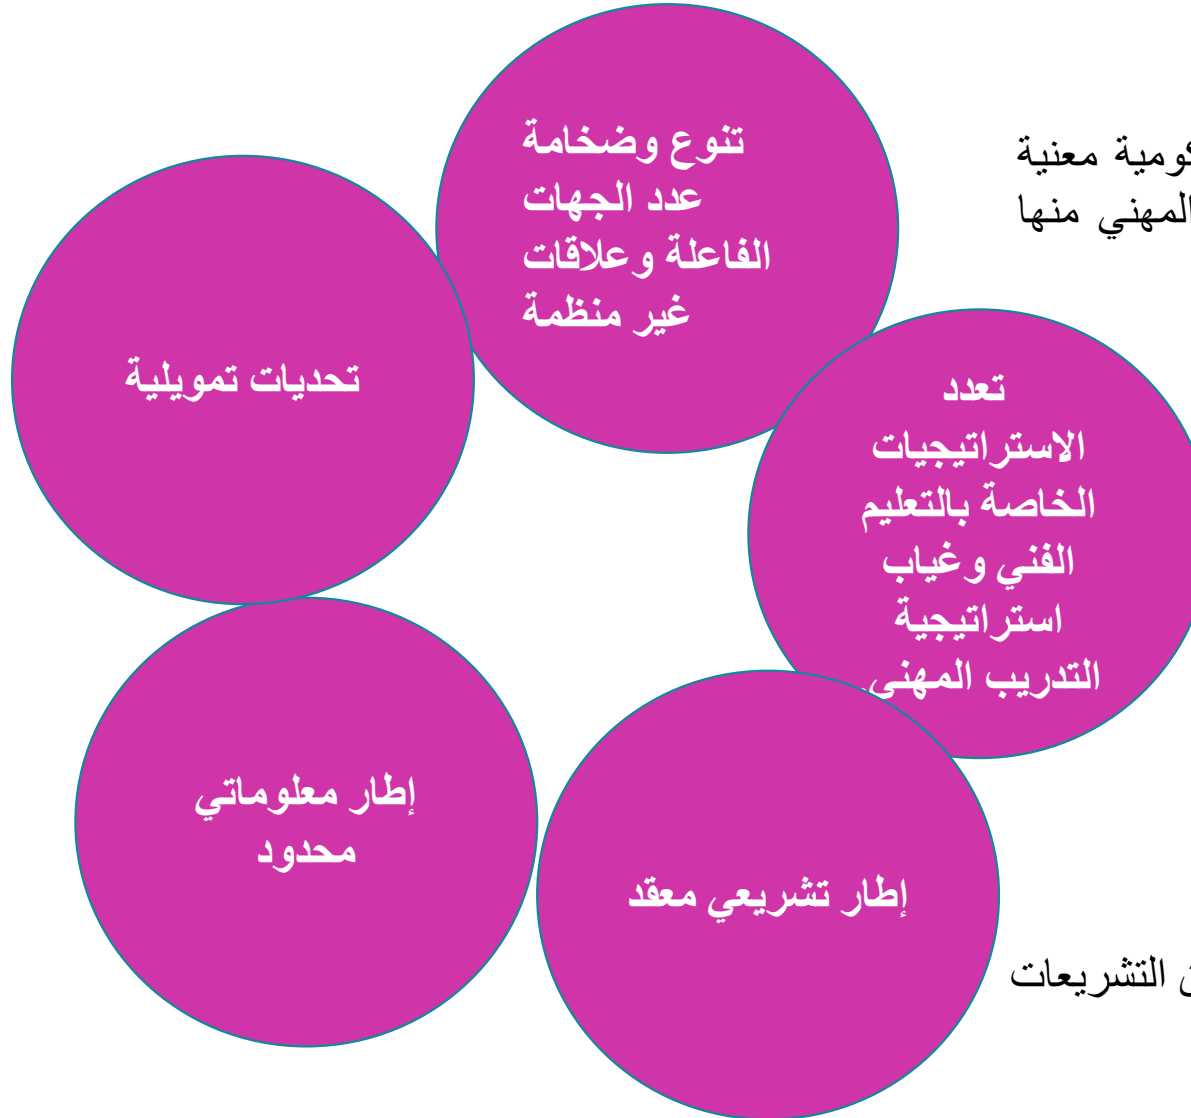 تنوع وضخامة
عدد الجهات
الفاعلة وعلاقات
غير منظمة
معنية
المهني منها
تعدد
الاستراتيجيات
الخاصة بالتعليم
الفني وغياب
استراتيجية
التدريب المهني
إطار تشريعي معقد
التشريعات
إطار معلوماتي
محدود
تحديات تمويلية